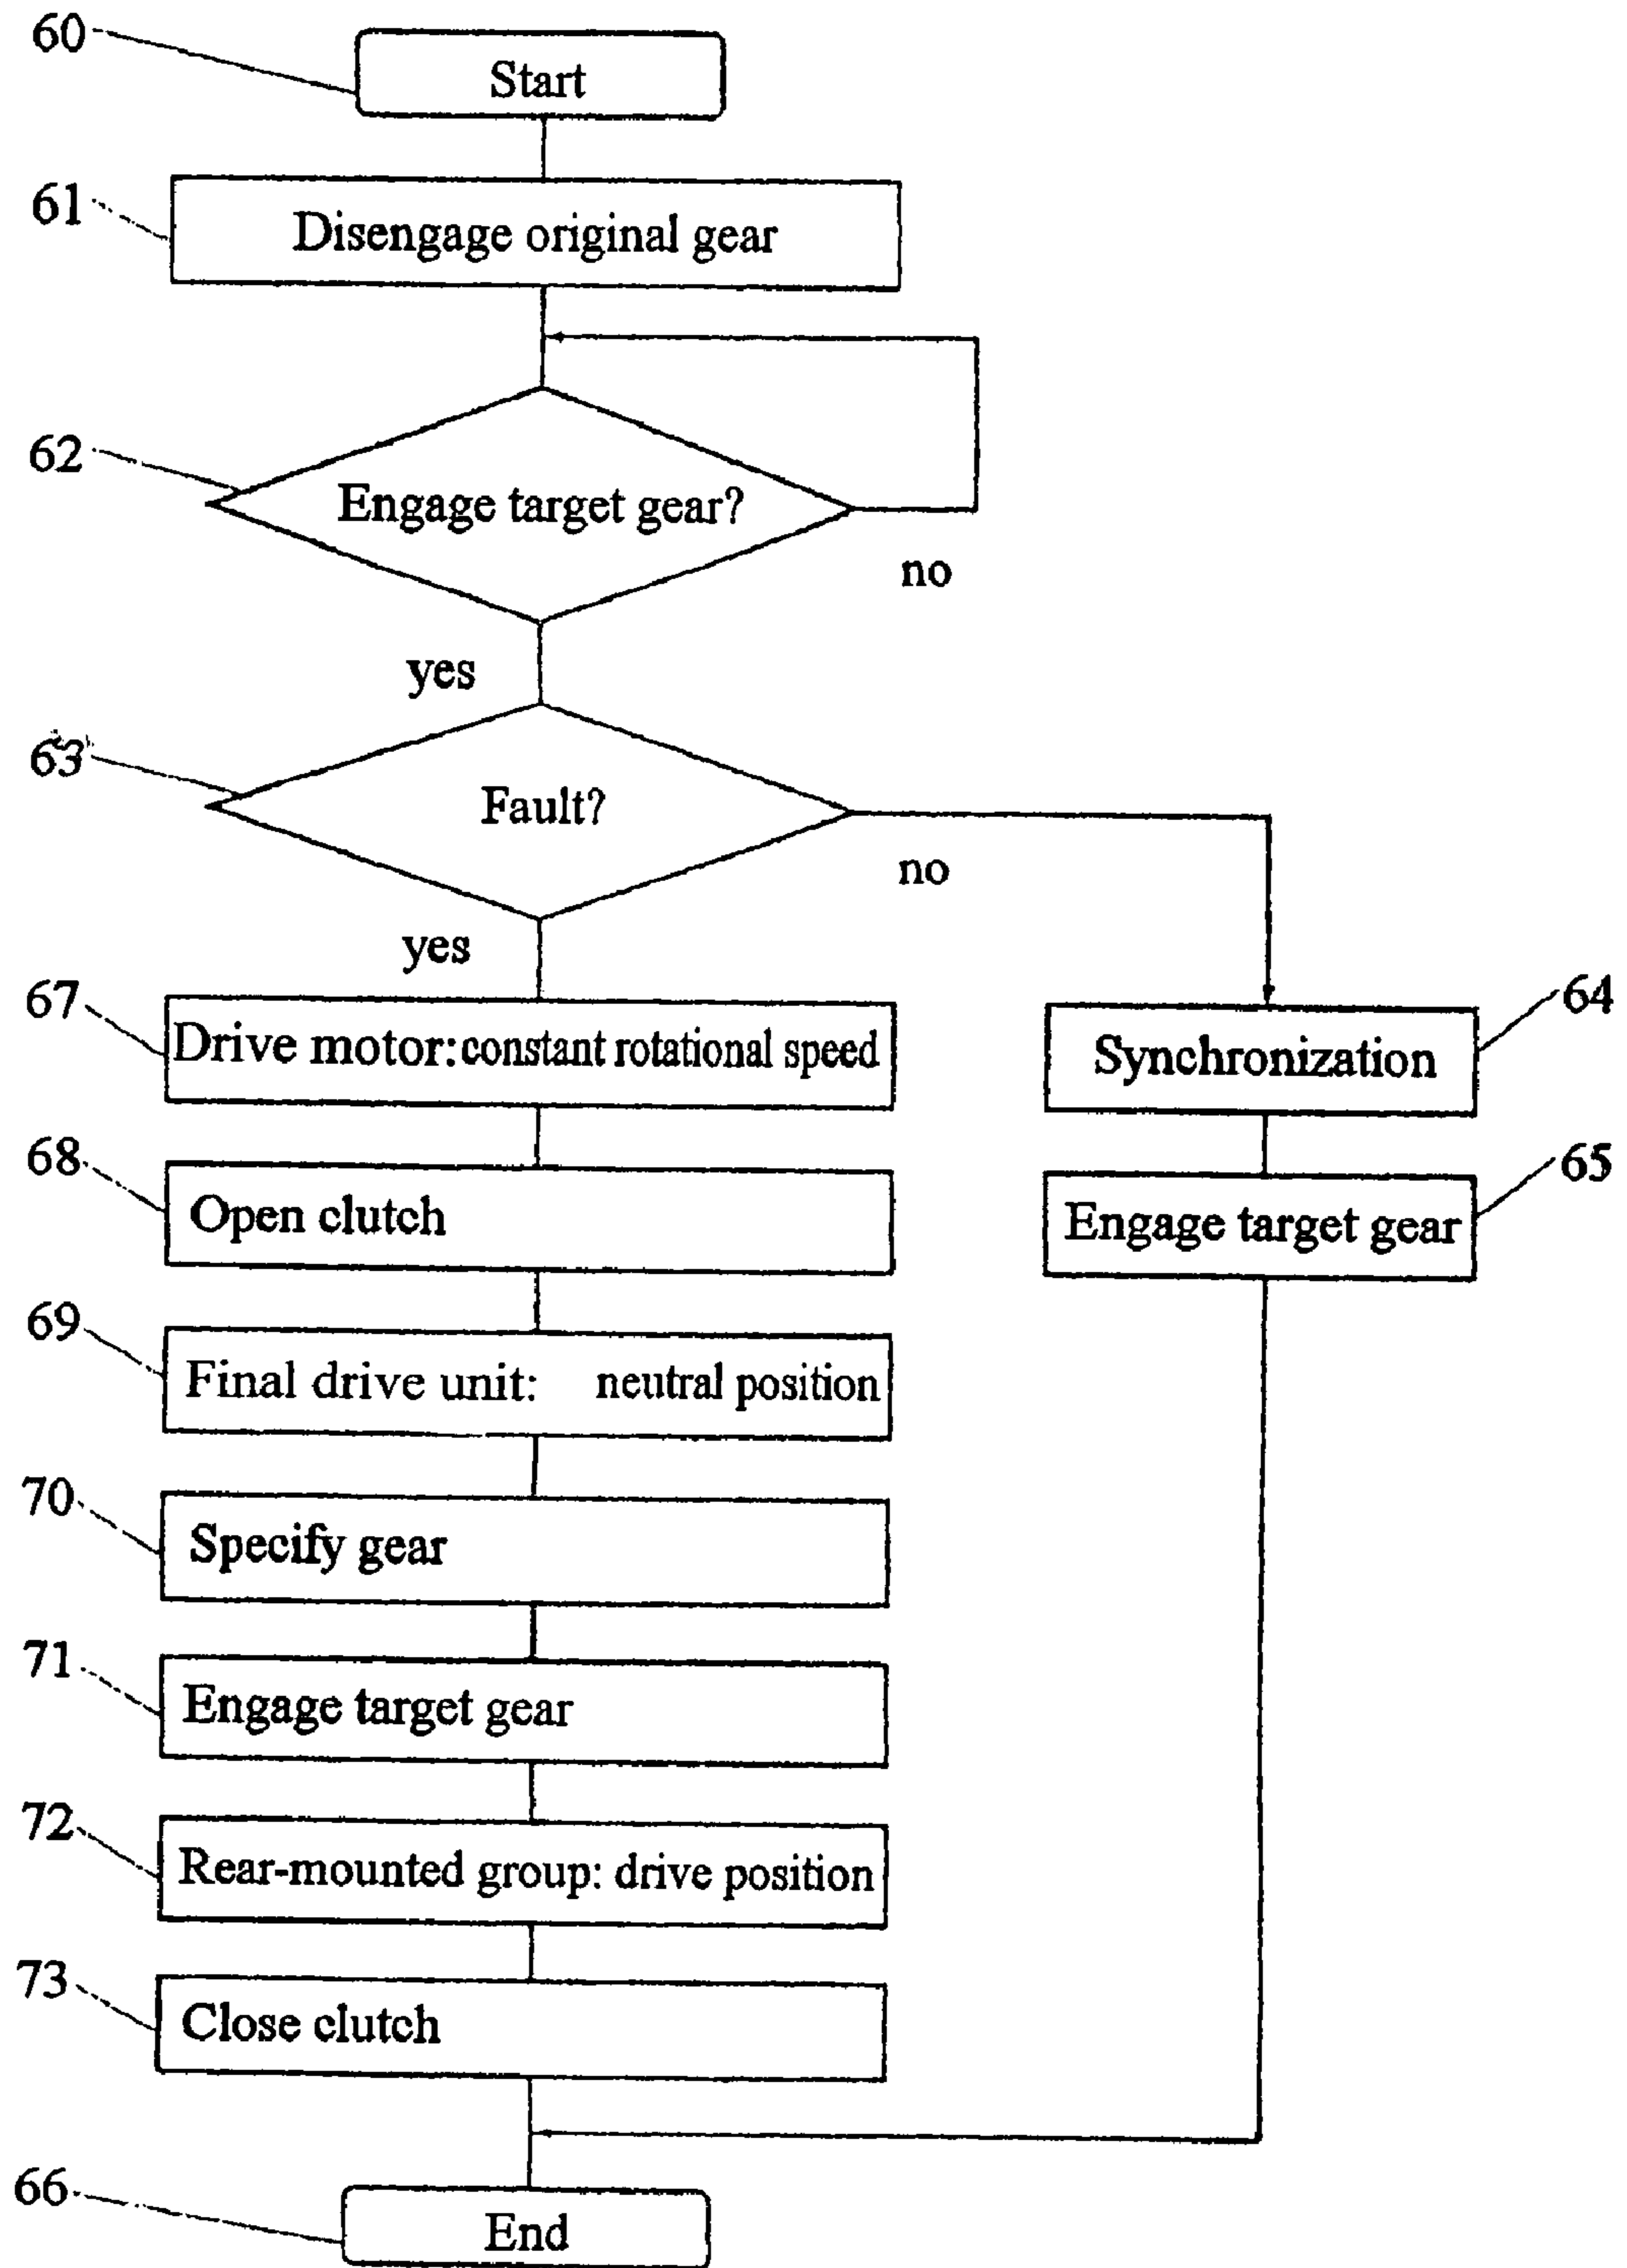 60
Start
61
Disengage original gear
62
Engage target gear?
no
yes
63
Fault?
no
yes
67
Drive motor: constant rotational speed
64
Synchronization
68
Open clutch
65
Engage target gear
69
Final drive unit: neutral position
70
Specify gear
71
Engage target gear
72
Rear-mounted group: drive position
73
Close clutch
66
End